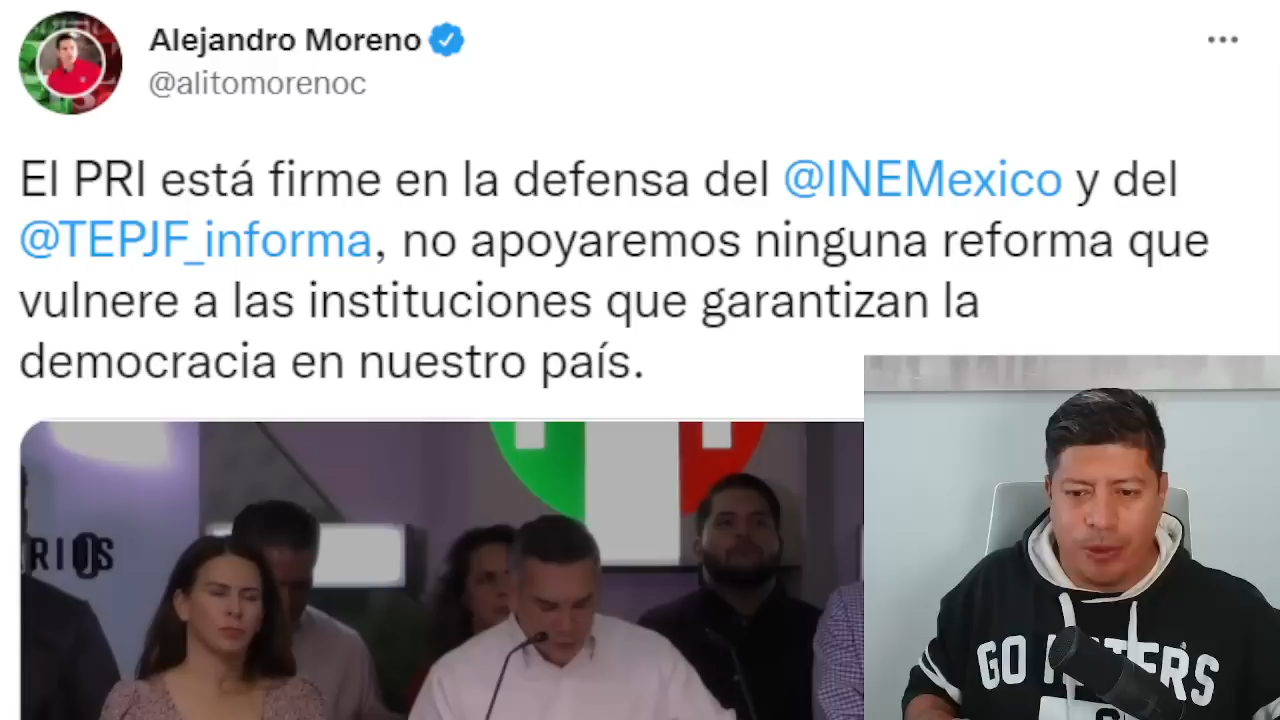 Alejandro Moreno
@alitomorenoc
El PRI está firme en la defensa del @INEMexico y del
@TEPJF_informa, no apoyaremos ninguna reforma que
vulnere a las instituciones que garantizan la
democracia en nuestro país.
GO